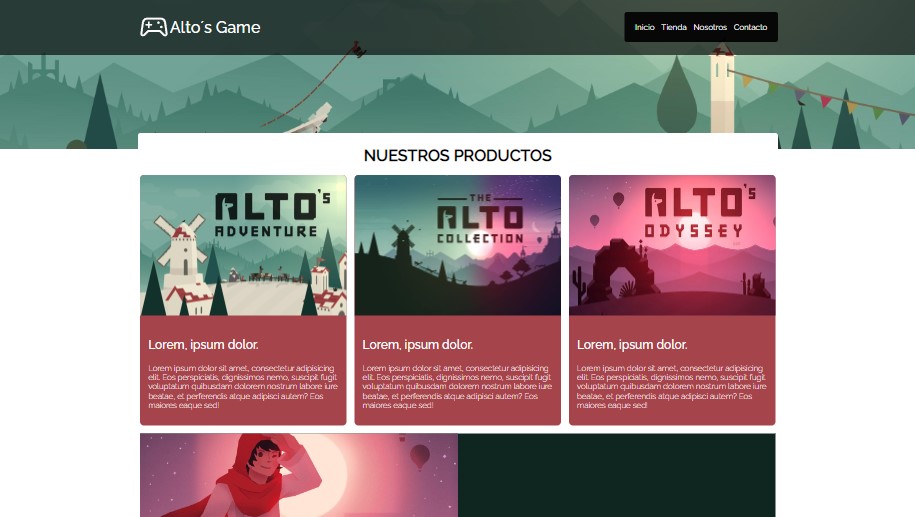 Alto´s Game
Inicio Tienda Nosotros Contacto
NUESTROS PRODUCTOS
ALTO'S
ADVENTURE
THE
ALTO
COLLECTION
ALTO'S
ODYSSEY
Lorem, ipsum dolor.
Lorem ipsum dolor sit amet, consectetur adipisicing
elit. Eos perspiciatis, dignissimos nemo, suscipit fugit
voluptatum quibusdam dolorem nostrum labore iure
beatae, et perferendis atque adipisci autem? Eos
maiores eaque sed!
Lorem, ipsum dolor.
Lorem ipsum dolor sit amet, consectetur adipisicing
elit. Eos perspiciatis, dignissimos nemo, suscipit fugit
voluptatum quibusdam dolorem nostrum labore iure
beatae, et perferendis atque adipisci autem? Eos
maiores eaque sed!
Lorem, ipsum dolor.
Lorem ipsum dolor sit amet, consectetur adipisicing
elit. Eos perspiciatis, dignissimos nemo, suscipit fugit
voluptatum quibusdam dolorem nostrum labore iure
beatae, et perferendis atque adipisci autem? Eos
maiores eaque sed!